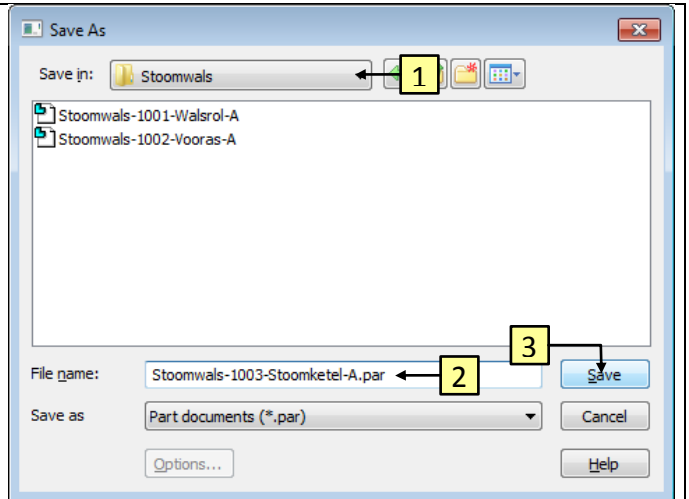 Save As
Save in: Stoomwals 1
Stoomwals-1001-Walsrol-A
Stoomwals-1002-Vooras-A
3
File name: Stoomwals-1003-Stoomketel-A.par 2 Save
Save as Part documents (*.par) Cancel
Options... Help